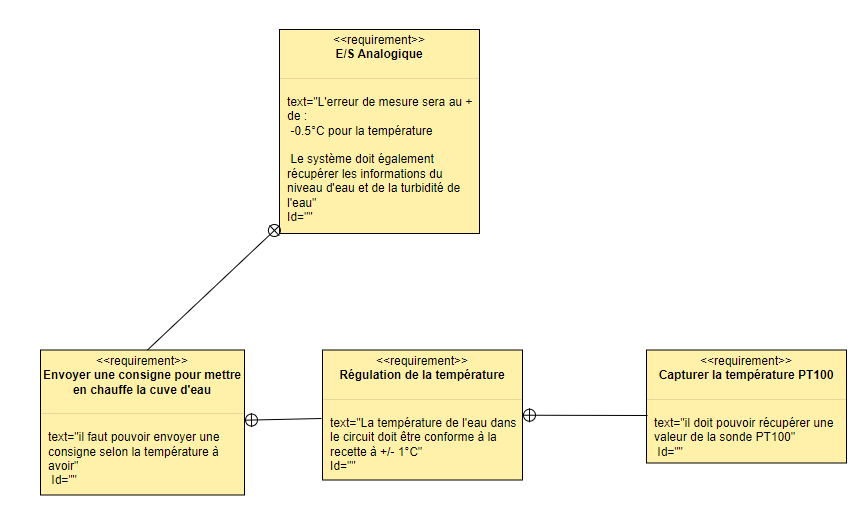 <<requirement>>
E/S Analogique
text="L'erreur de mesure sera au +
de :
-0.5°C pour la température
Le système doit également
récupérer les informations du
niveau d'eau et de la turbidité de
l'eau"
Id=""
<<requirement>>
Envoyer une consigne pour mettre
en chauffe la cuve d'eau
text="il faut pouvoir envoyer une
consigne selon la température à
avoir"
Id=""
<<requirement>>
Régulation de la température
text="La température de l'eau dans
le circuit doit être conforme à la
recette à +/- 1°C"
Id=""
<<requirement>>
Capturer la température PT100
text="il doit pouvoir récupérer une
valeur de la sonde PT100"
Id=""